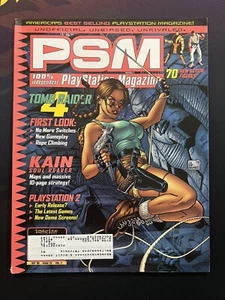 AMERICA'S BEST SELLING PLAYSTATION MAGAZINE!
UNOFFICIAL. UNBIASED. UNRIVALED.
PSM
100%
INDEPENDENT
PlayStation Magazine
70
TOMB RAIDER
4
FIRST LOOK:
• No More Switches
• New Gameplay
• Rope Climbing
KAIN
SOUL REAVER
Maps and massive
10-page strategy!
PLAYSTATION 2
• Early Release?
• The Latest Games
• New Demo Screens!
imagine